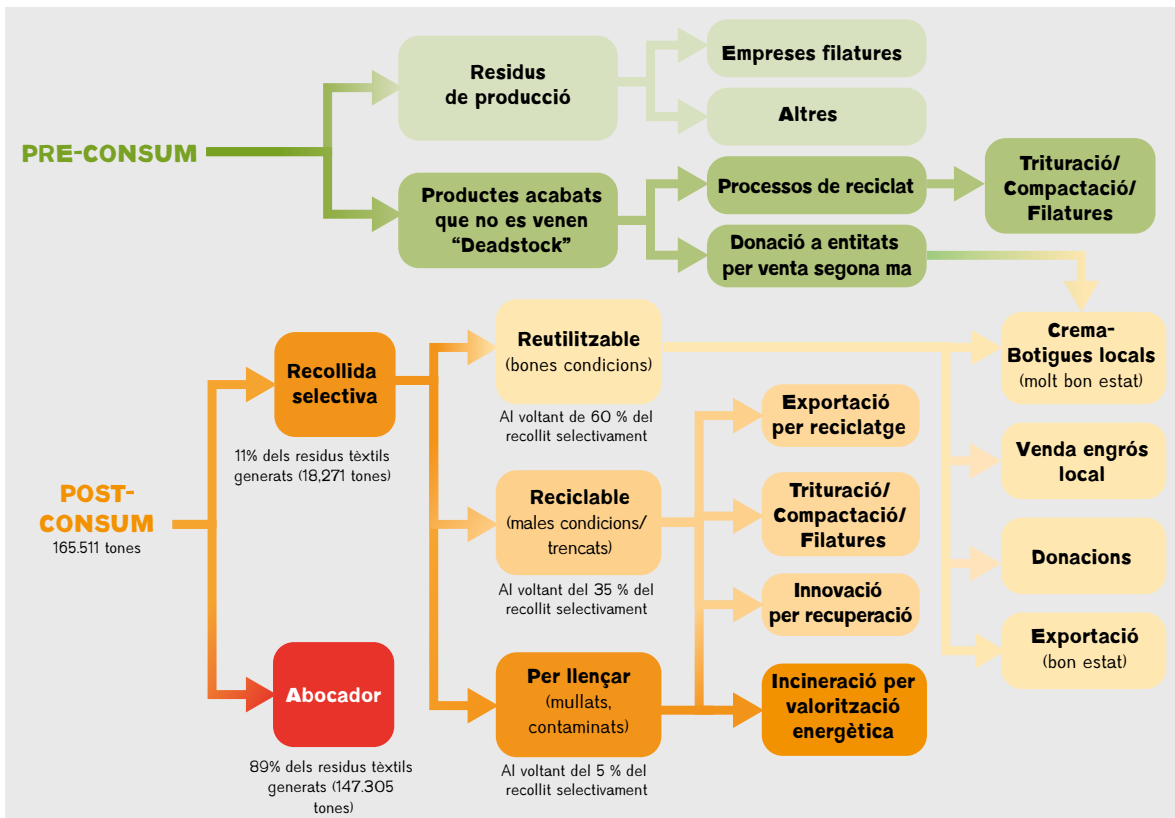 PRE-CONSUM
Residus
de producció
Empreses filatures
Altres
Productes acabats
que no es venen
“Deadstock”
Processos de reciclat
Trituració/
Compactació/
Filatures
Donació a entitats
per venta segona ma
POST-
CONSUM
165.511 tones
Recollida
selectiva
11% dels residus tèxtils
generats (18,271 tones)
Abocador
89% dels residus tèxtils
generats (147.305
tones)
Reutilitzable
(bones condicions)
Al voltant de 60 % del
recollit selectivament
Reciclable
(males condicions/
trencats)
Al voltant del 35 % del
recollit selectivament
Per llençar
(mullats,
contaminats)
Al voltant del 5 % del
recollit selectivament
Exportació
per reciclatge
Trituració/
Compactació/
Filatures
Innovació
per recuperació
Incineració per
valorització
energètica
Crema-
Botigues locals
(molt bon estat)
Venda engrós
local
Donacions
Exportació
(bon estat)